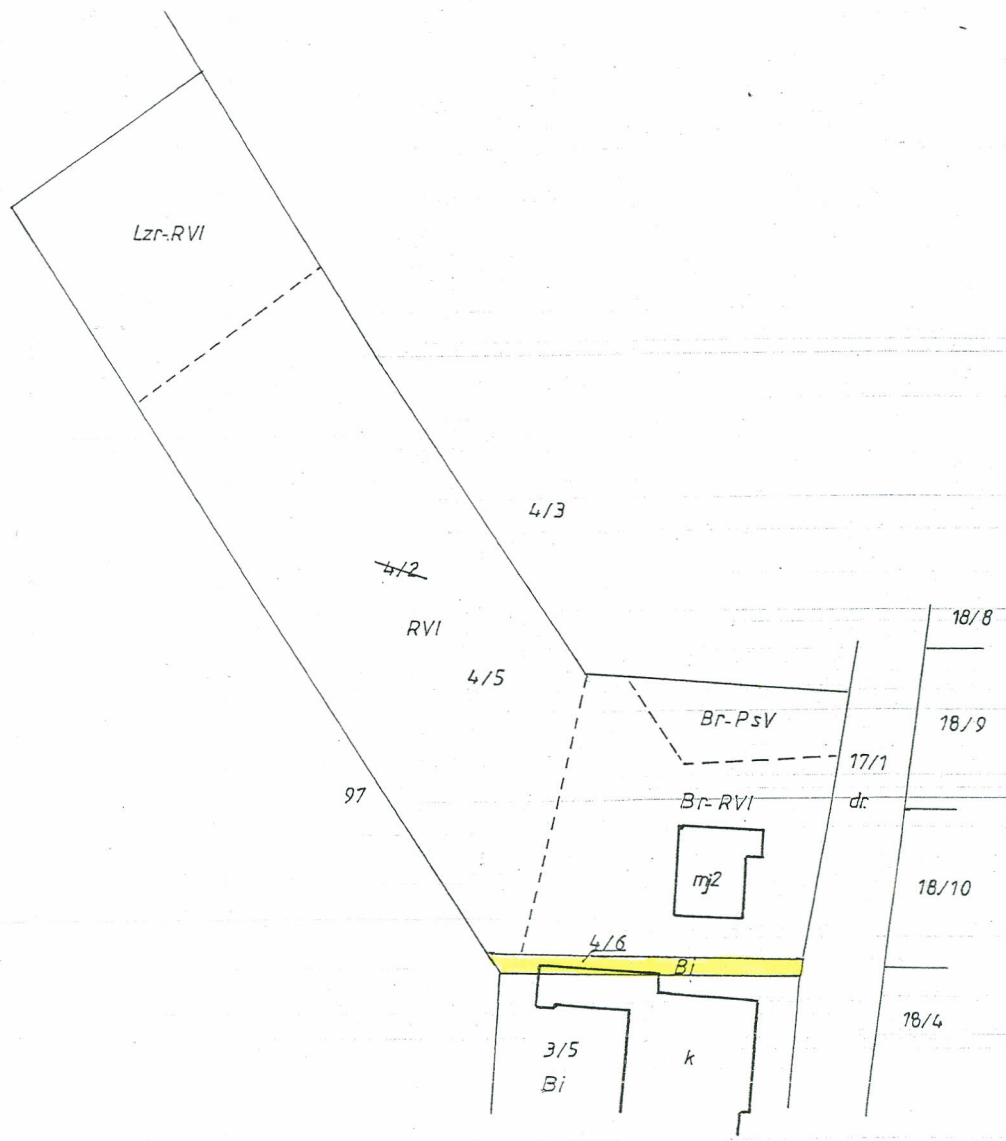 Lzr-RVI
4/3
4/2
RVI
4/5
18/8
Br-PsV
18/9
17/1
97
Br-RVI
dr.
mj2
18/10
4/6
Bi
18/4
3/5
k
Bi